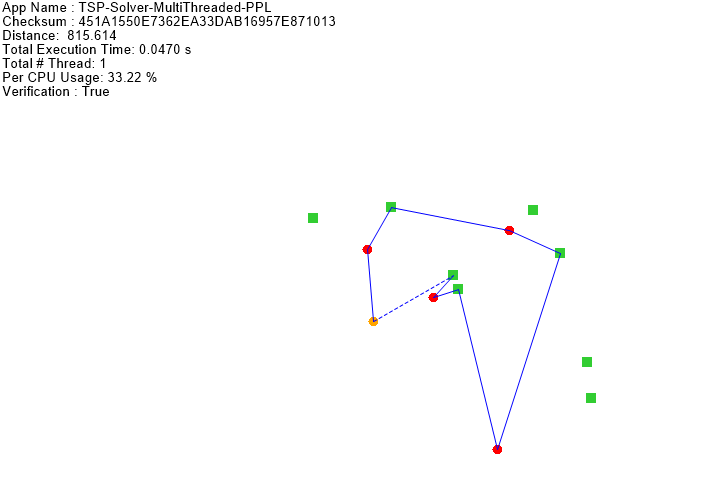 App Name : TSP-Solver-MultiThreaded-PPL
Checksum : 451A1550E7362EA33DAB16957E871013
Distance:  815.614
Total Execution Time: 0.0470 s
Total # Thread: 1
Per CPU Usage: 33.22 %
Verification : True